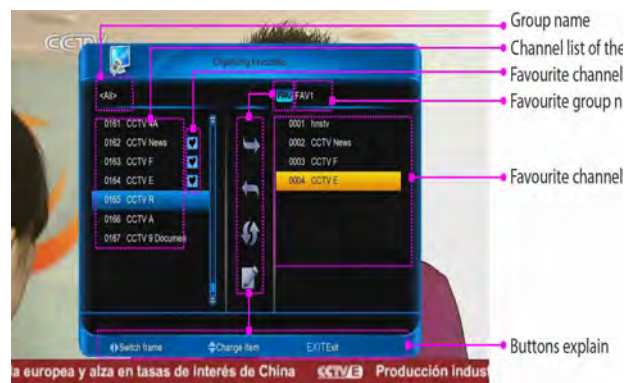 Group name
Channel list of the
Favourite channel
Favourite group n
Favourite channel
Buttons explain
CCTV
Organizing Favorites
<All>
FAV1
0161 CCTV 4A
0162 CCTV News
0163 CCTV F
0164 CCTV E
0165 CCTV R
0166 CCTV A
0167 CCTV 9 Documen
0001 hnstv
0002 CCTV News
0003 CCTV F
0004 CCTV E
Switch frame
Change item
EXIT Exit
la europea y alza en tasas de interés de China CCTV E Producción indust